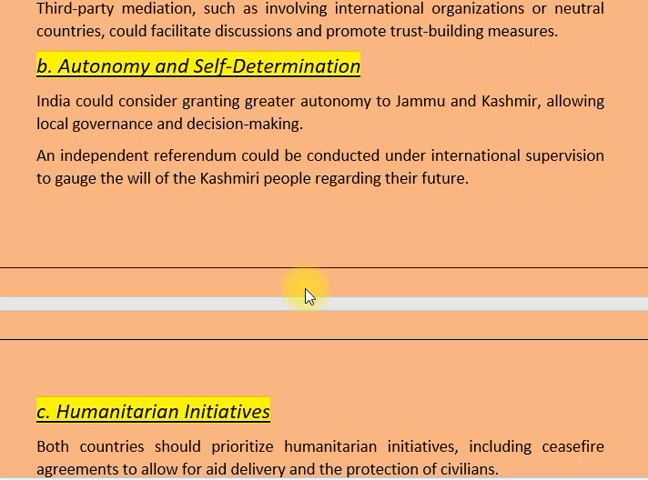 Third-party mediation, such as involving international organizations or neutral
countries, could facilitate discussions and promote trust-building measures.
b. Autonomy and Self-Determination
India could consider granting greater autonomy to Jammu and Kashmir, allowing
local governance and decision-making.
An independent referendum could be conducted under international supervision
to gauge the will of the Kashmiri people regarding their future.
c. Humanitarian Initiatives
Both countries should prioritize humanitarian initiatives, including ceasefire
agreements to allow for aid delivery and the protection of civilians.